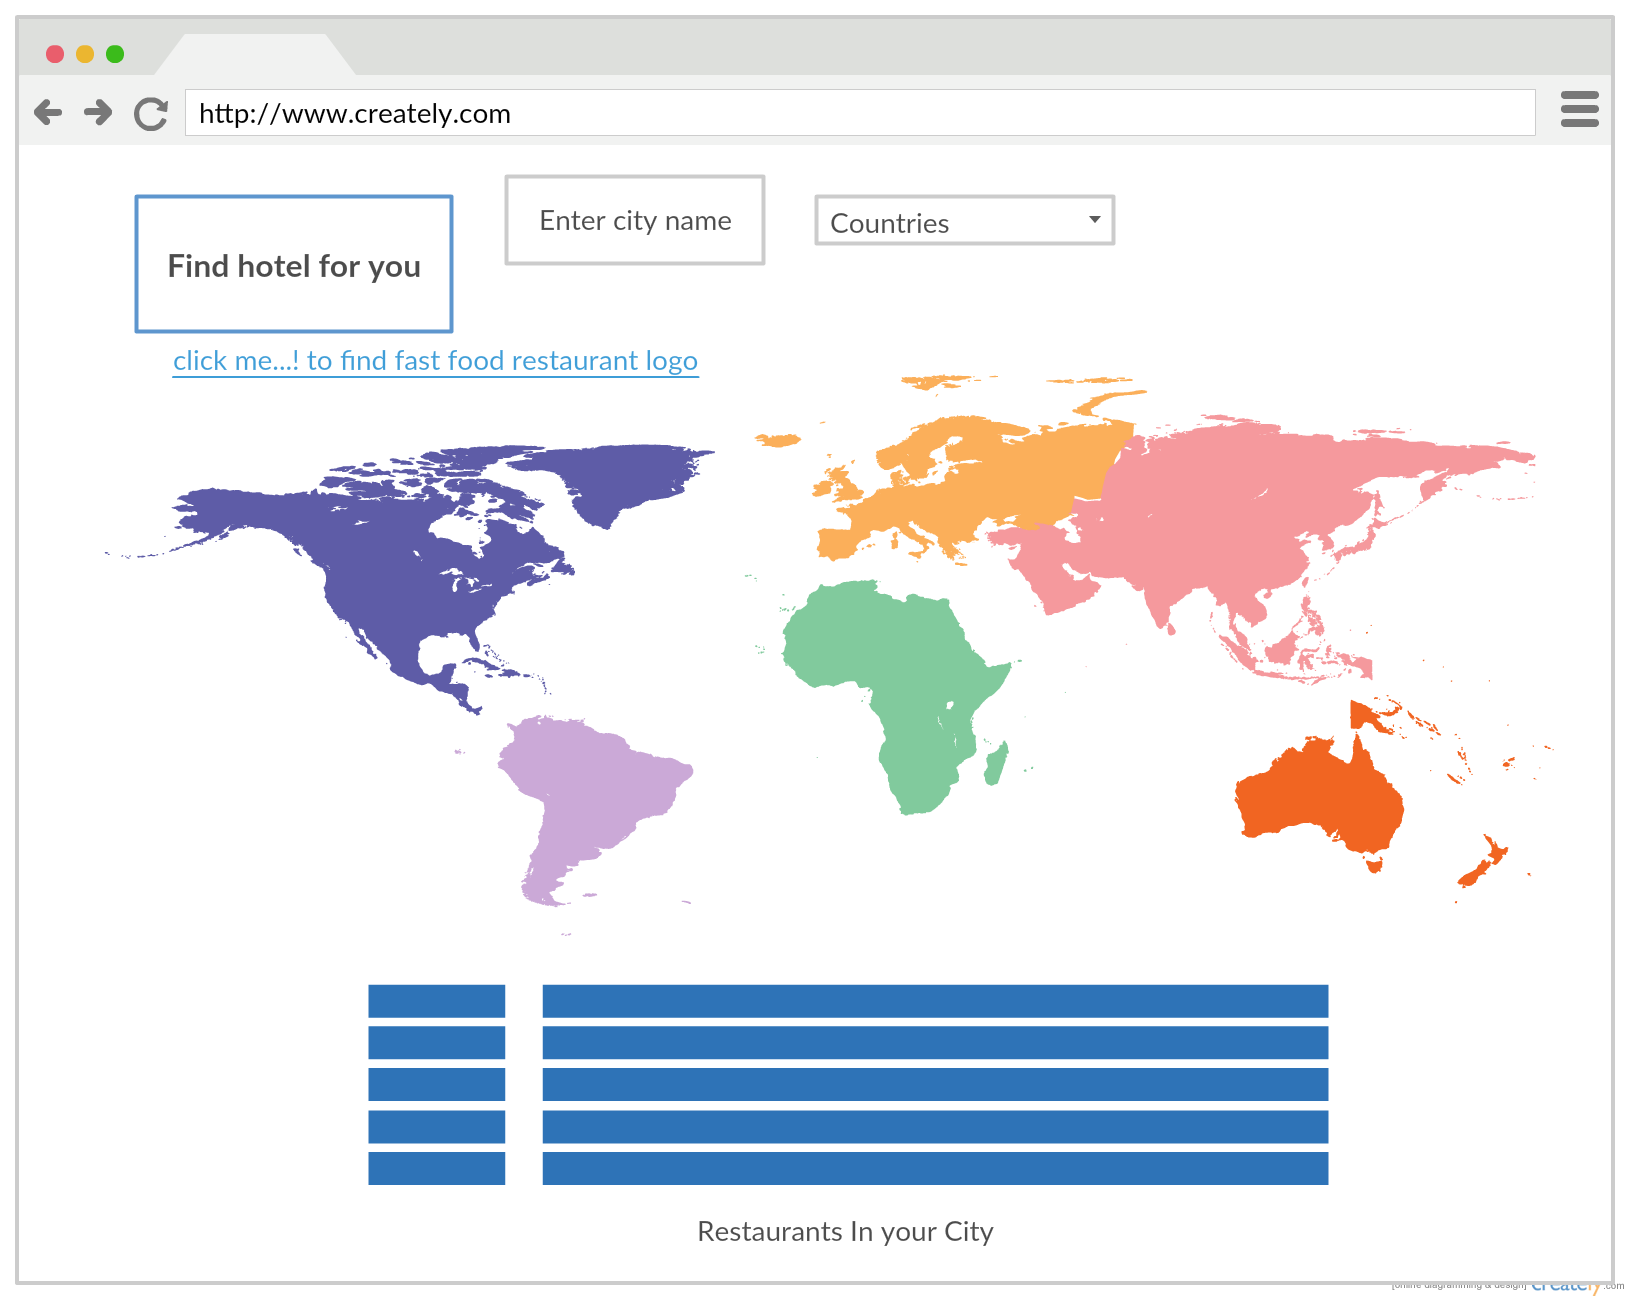 http://www.creately.com
Enter city name
Countries
Find hotel for you
click me...! to find fast food restaurant logo
Restaurants In your City
[online diagramming & design] creately.com